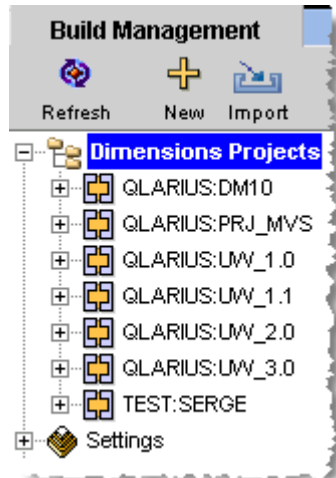 Build Management
Refresh New Import
Dimensions Projects
QLARIUS:DM10
QLARIUS:PRJ_MVS
QLARIUS:UW_1.0
QLARIUS:UW_1.1
QLARIUS:UW_2.0
QLARIUS:UW_3.0
TEST:SERGE
Settings